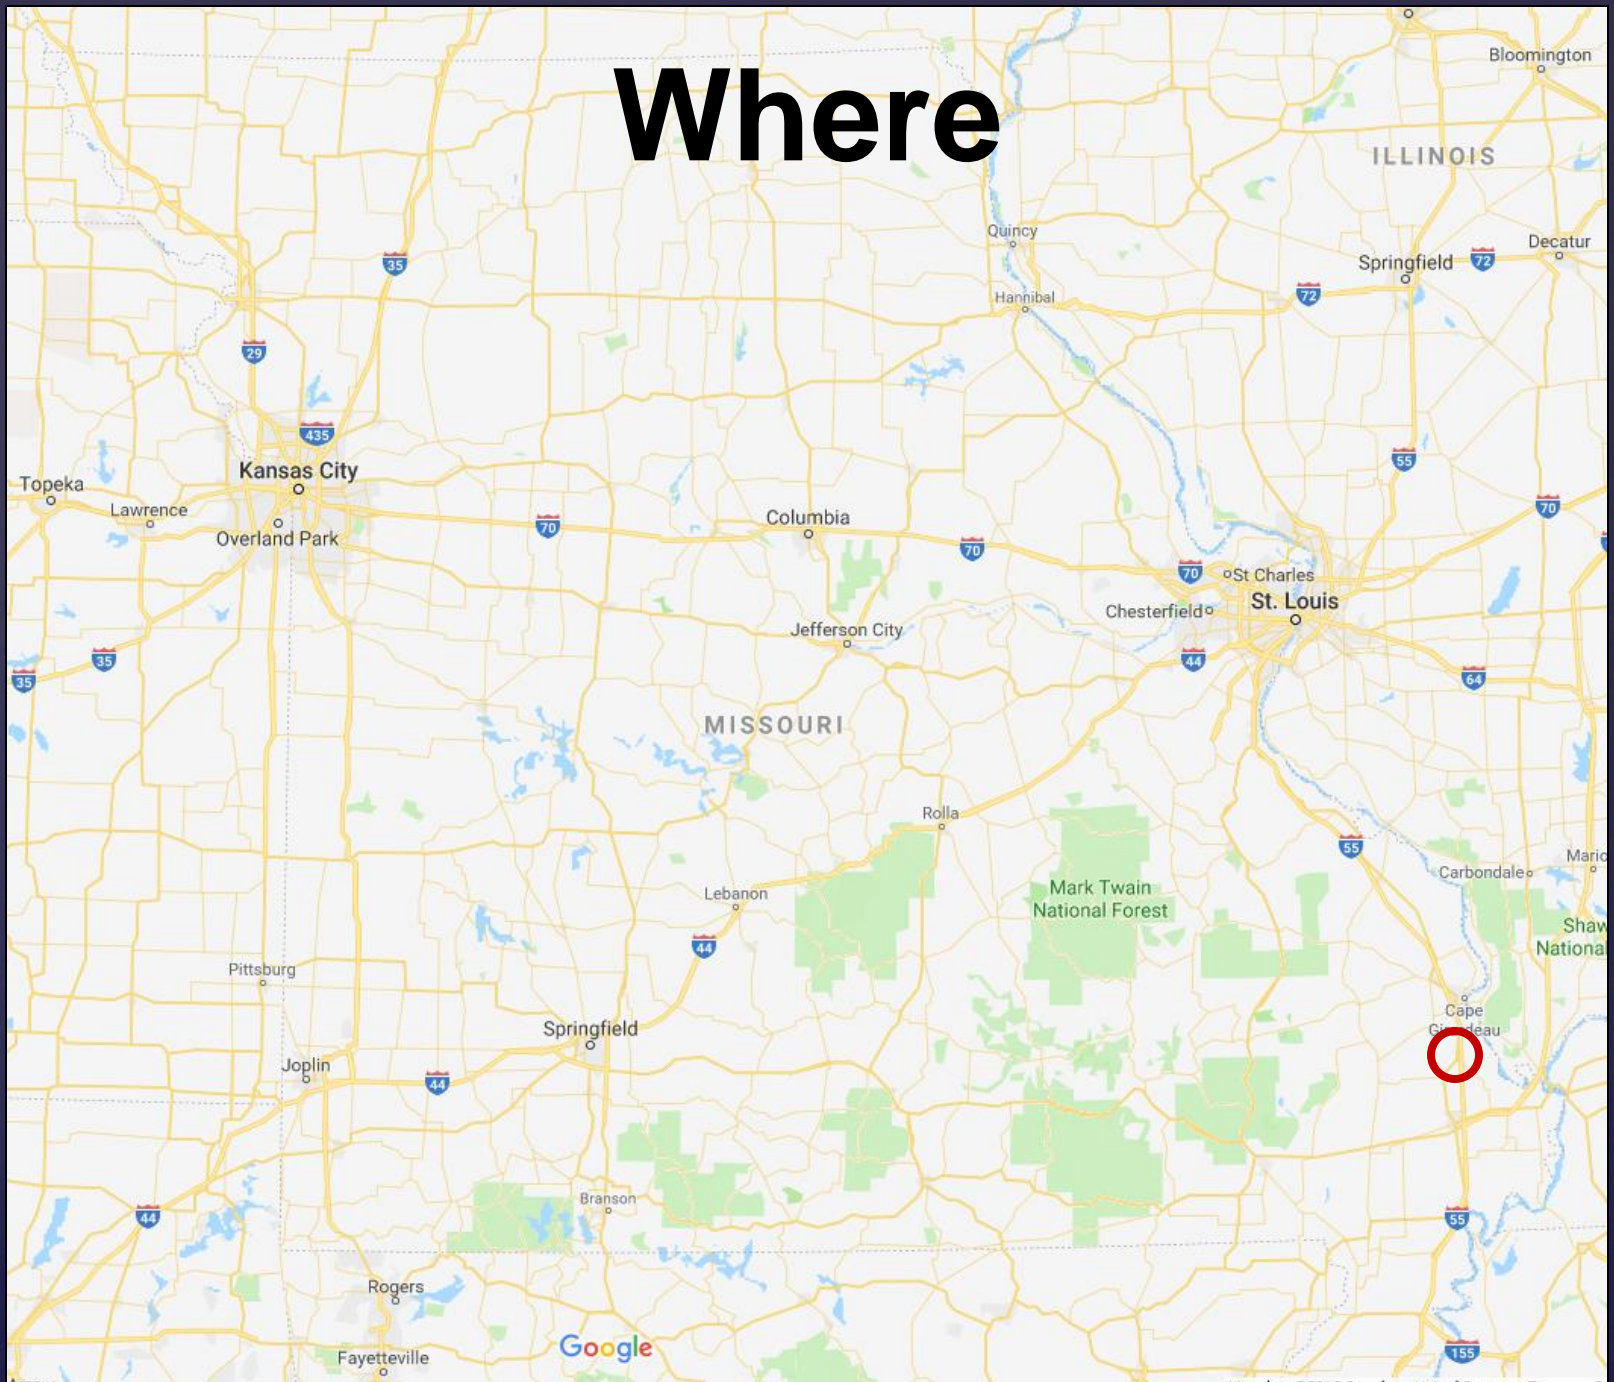 Where
Bloomington
ILLINOIS
Quincy
Decatur
Springfield
72
35
72
Hannibal
29
435
Kansas City
55
Topeka
Lawrence
70
Columbia
70
Overland Park
70
70
St Charles
St. Louis
Chesterfield
Jefferson City
35
44
35
64
MISSOURI
Rolla
55
Carbondale
Mario
Mark Twain
National Forest
Lebanon
Shaw
National
44
Pittsburg
Springfield
Cape
Joplin
44
Branson
44
55
Rogers
Google
155
Fayetteville